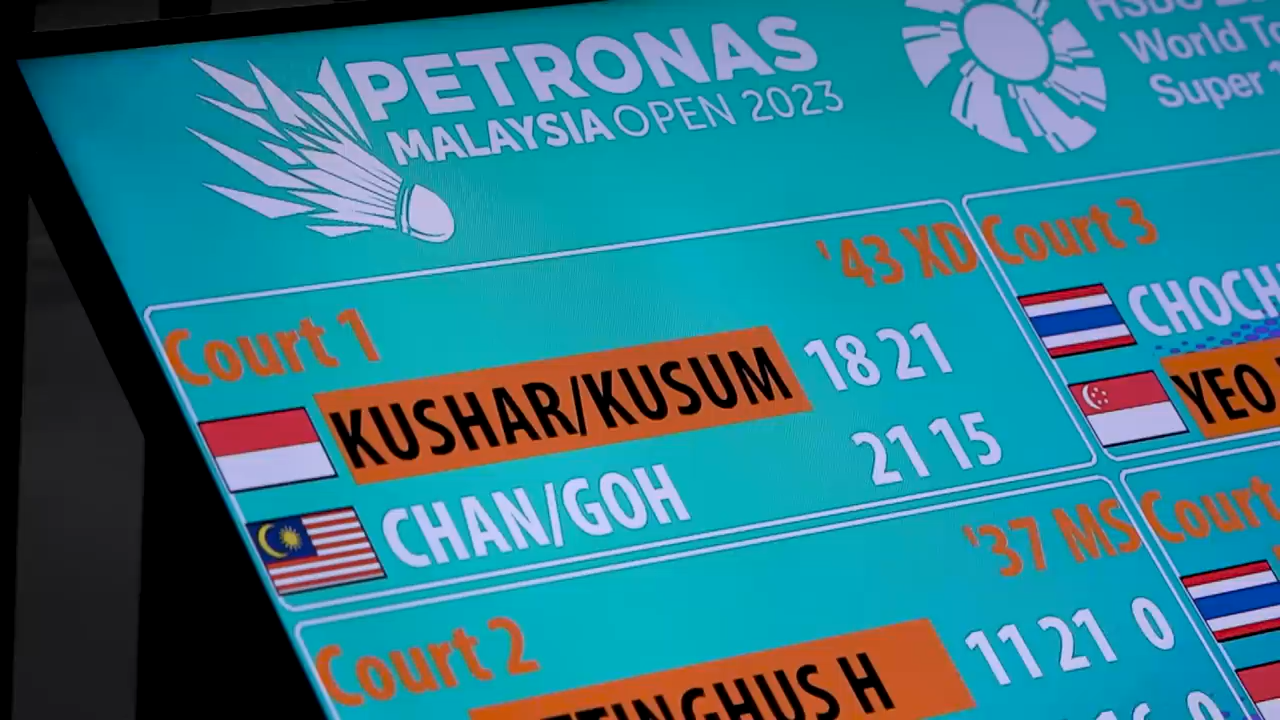 PETRONAS
MALAYSIA OPEN 2023
World
Super
Court 1 '43 XD
KUSHAR/KUSUM 18 21
CHAN/GOH 21 15
Court 3
YEO
Court 2 '37 MS
H 11 21 0
Court